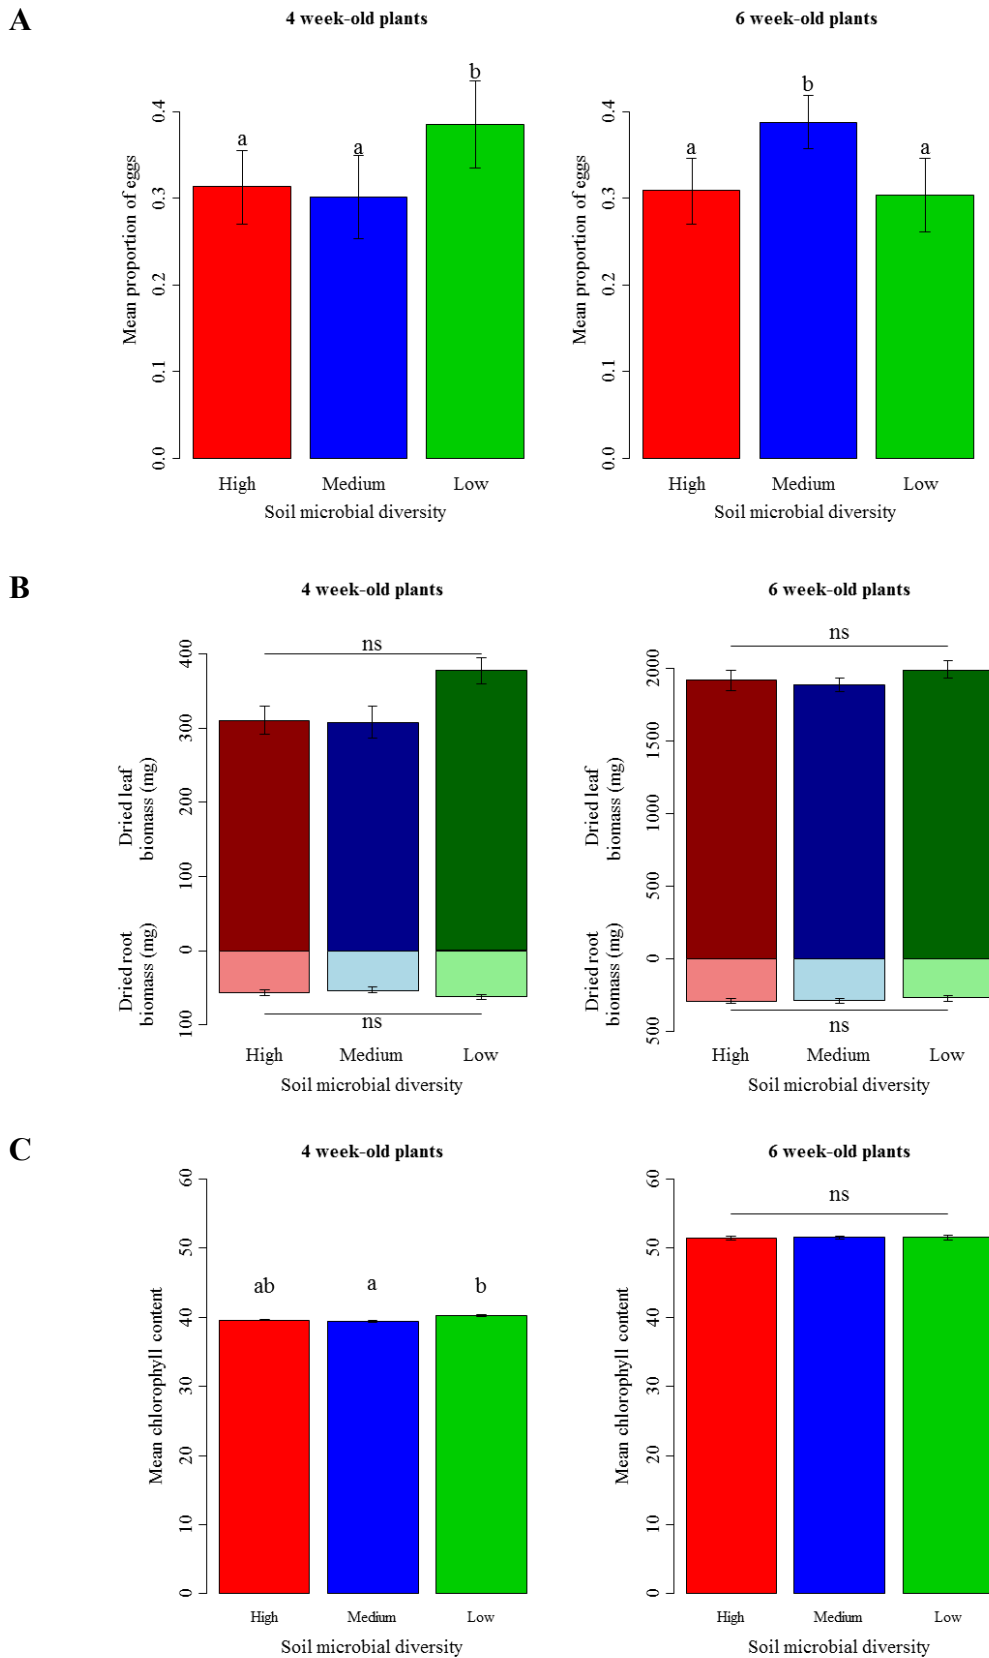 A
4 week-old plants
6 week-old plants
Mean proportion of eggs
0.0 0.1 0.2 0.3 0.4
a a b
High Medium Low
Soil microbial diversity
Mean proportion of eggs
0.0 0.1 0.2 0.3 0.4
a b a
High Medium Low
Soil microbial diversity
B
4 week-old plants
6 week-old plants
Dried root
biomass (mg)
Dried leaf
biomass (mg)
100 0 100 200 300 400
ns
ns
High Medium Low
Soil microbial diversity
Dried root
biomass (mg)
Dried leaf
biomass (mg)
500 0 500 1000 1500 2000
ns
ns
High Medium Low
Soil microbial diversity
C
4 week-old plants
6 week-old plants
Mean chlorophyll content
0 10 20 30 40 50 60
ab a b
High Medium Low
Soil microbial diversity
Mean chlorophyll content
0 10 20 30 40 50 60
ns
High Medium Low
Soil microbial diversity